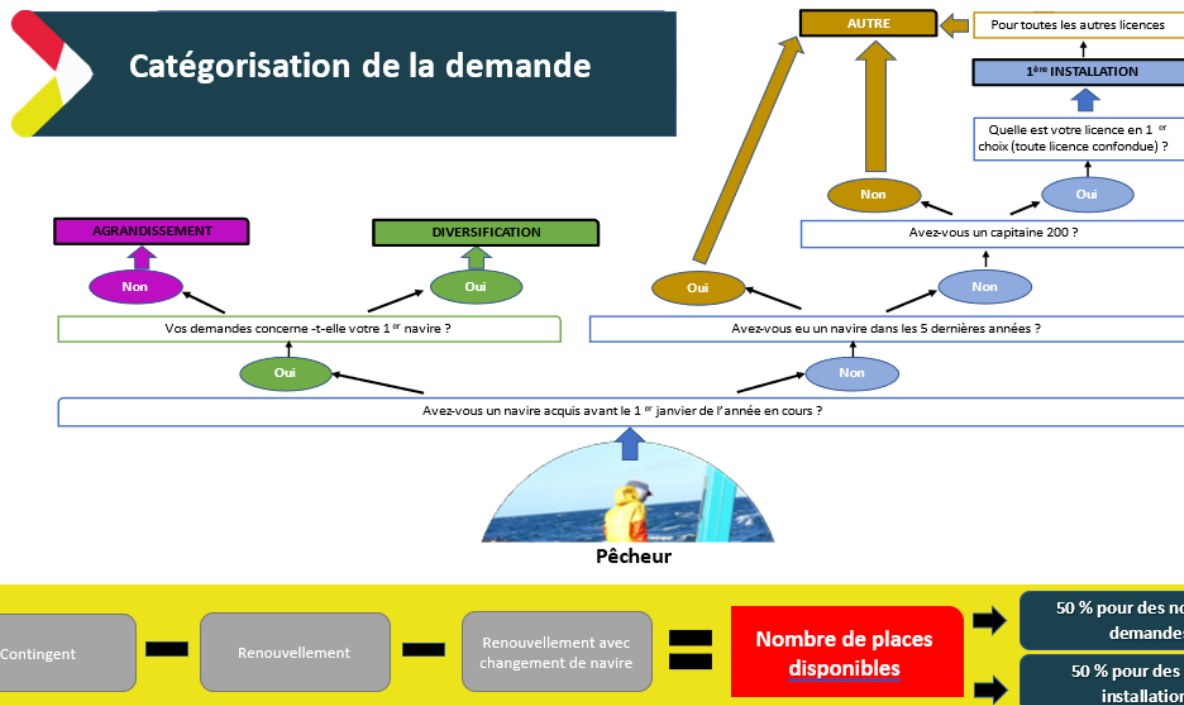 Catégorisation de la demande
AUTRE
Pour toutes les autres licences
1ère INSTALLATION
Quelle est votre licence en 1 er
choix (toute licence confondue) ?
Non
Oui
Avez-vous un capitaine 200 ?
AGRANDISSEMENT
DIVERSIFICATION
Non
Oui
Oui
Non
Vos demandes concerne -t-elle votre 1 er navire ?
Avez-vous eu un navire dans les 5 dernières années ?
Oui
Non
Avez-vous un navire acquis avant le 1 er janvier de l'année en cours ?
Pêcheur
Contingent
Renouvellement
Renouvellement avec
changement de navire
Nombre de places
disponibles
50 % pour des
demandes
50 % pour des